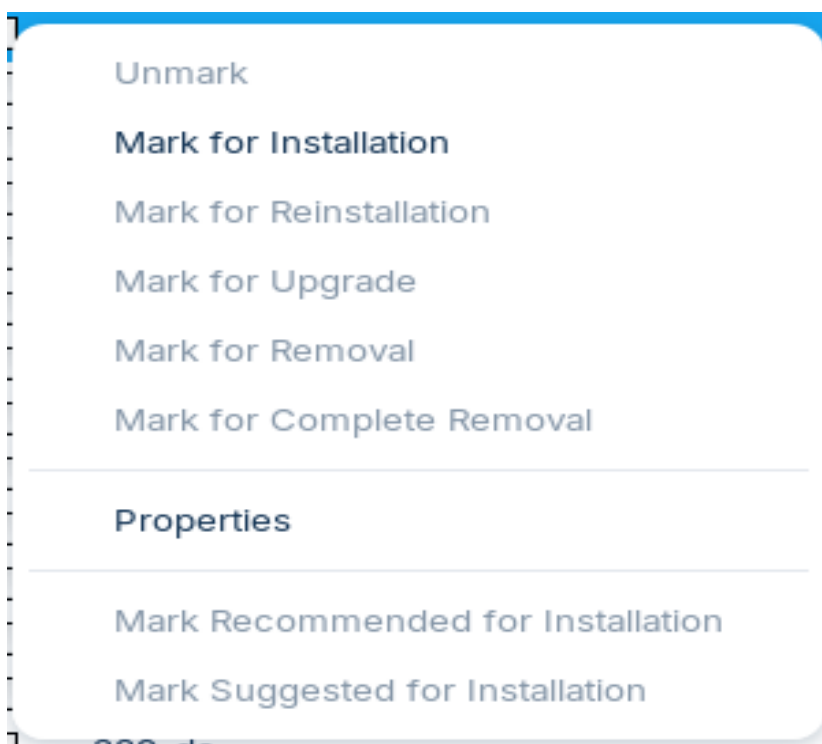 Unmark
Mark for Installation
Mark for Reinstallation
Mark for Upgrade
Mark for Removal
Mark for Complete Removal
Properties
Mark Recommended for Installation
Mark Suggested for Installation